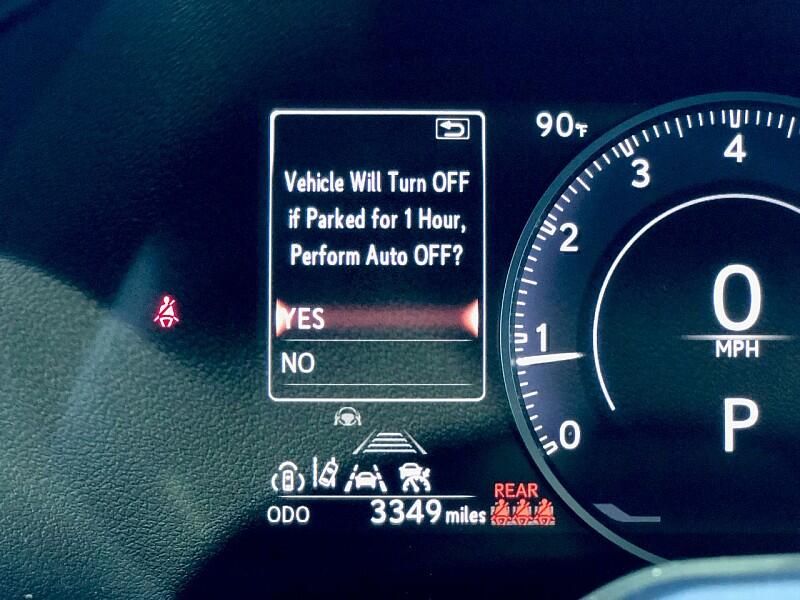 90°F
Vehicle Will Turn OFF
if Parked for 1 Hour,
Perform Auto OFF?
YES
NO
4
3
2
1
0
0
MPH
P
REAR
ODO 3349 miles